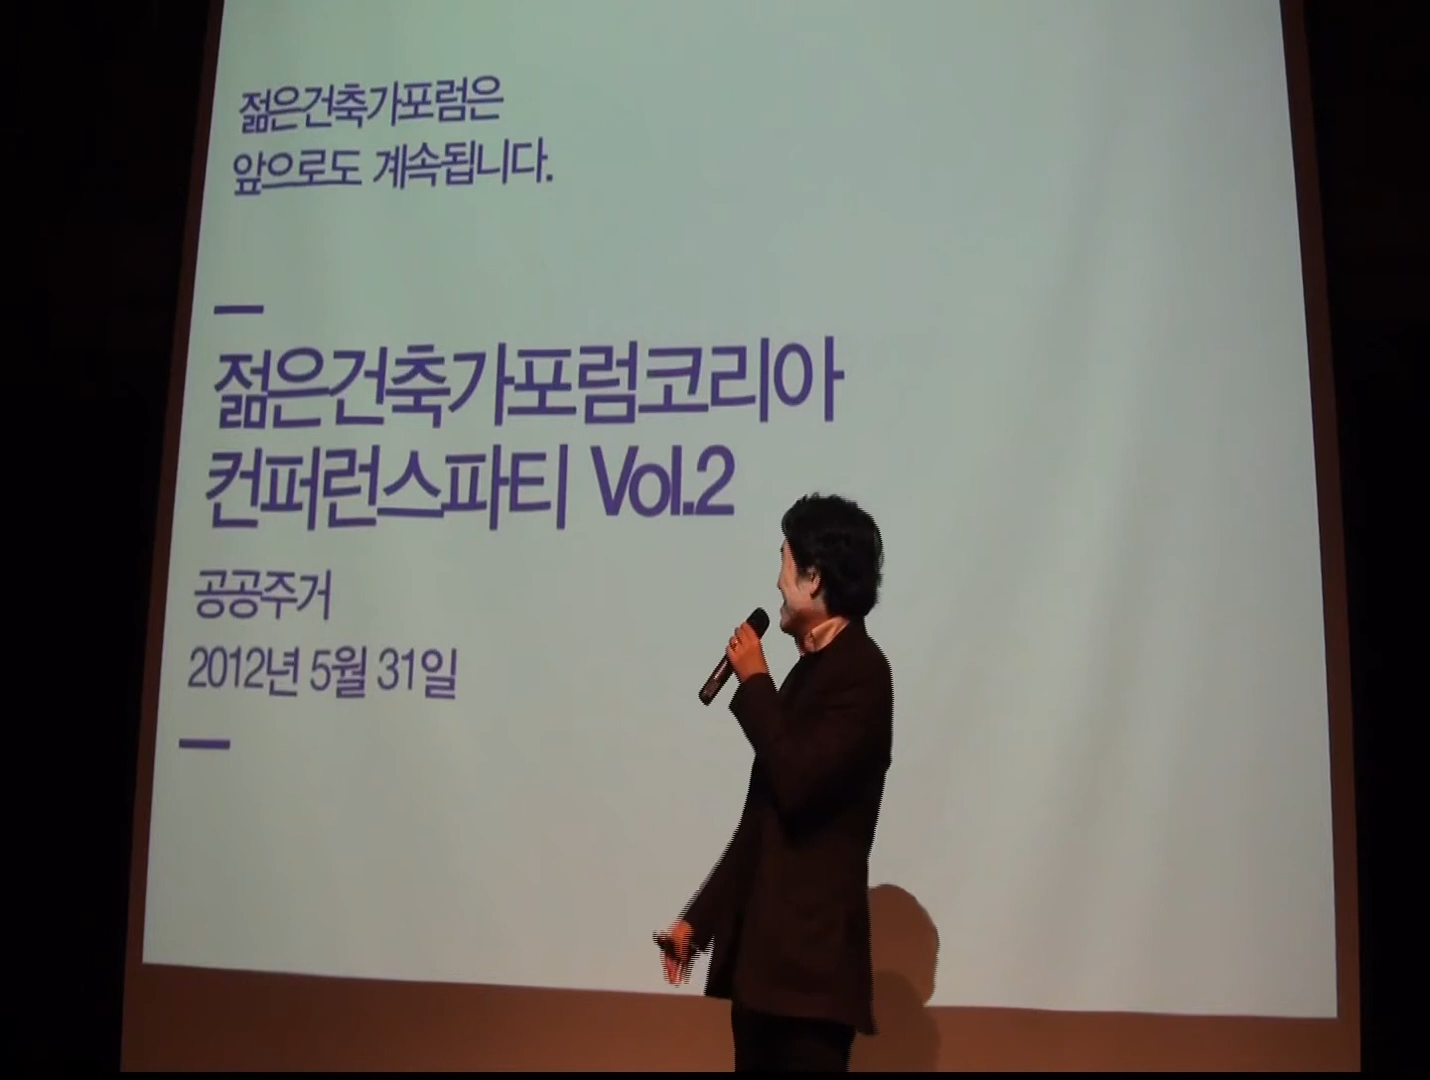 젊은건축가포럼은
앞으로도 계속됩니다.
젊은건축가포럼코리아
컨퍼런스파티 Vol.2
공공주거
2012년 5월 31일